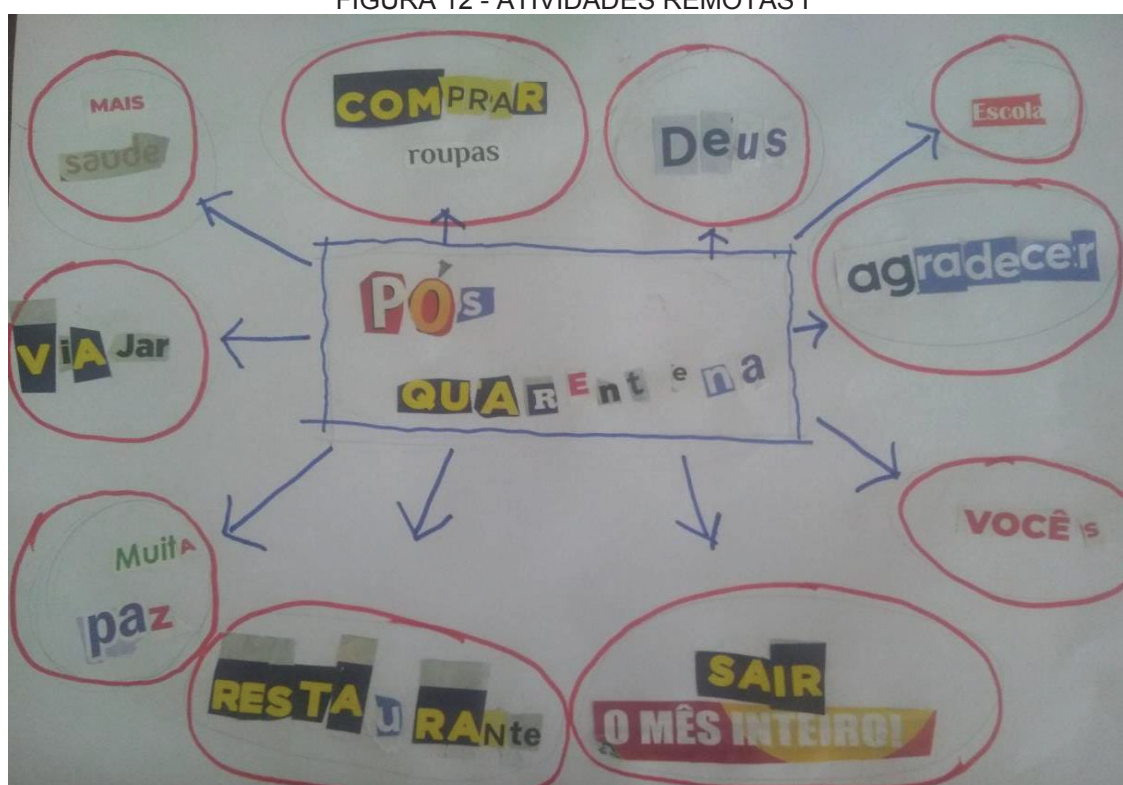 FIGURA 12 - ATIVIDADES REMOTAS I
MAIS
saúde
COMPRAR
roupas
Deus
Escola
PÓS
QUAREntena
agradecer
ViAJar
VOCÊs
MuitA
paz
RESTAuRANte
SAIR
O MÊS INTEIRO!